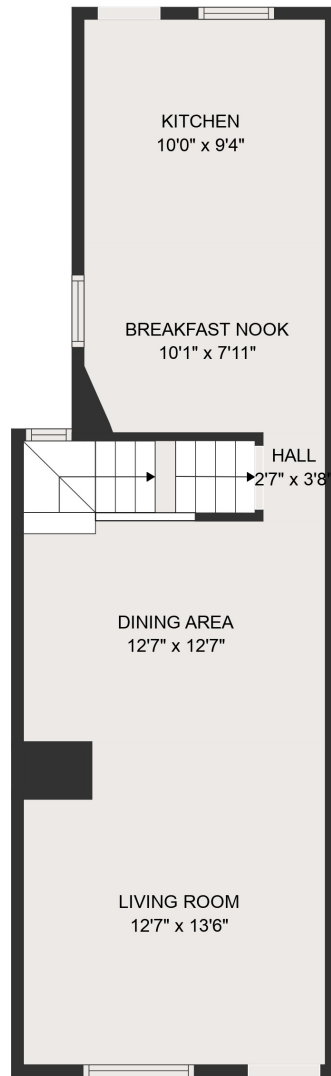 KITCHEN
10'0" x 9'4"
BREAKFAST NOOK
10'1" x 7'11"
HALL
2'7" x 3'8"
DINING AREA
12'7" x 12'7"
LIVING ROOM
12'7" x 13'6"